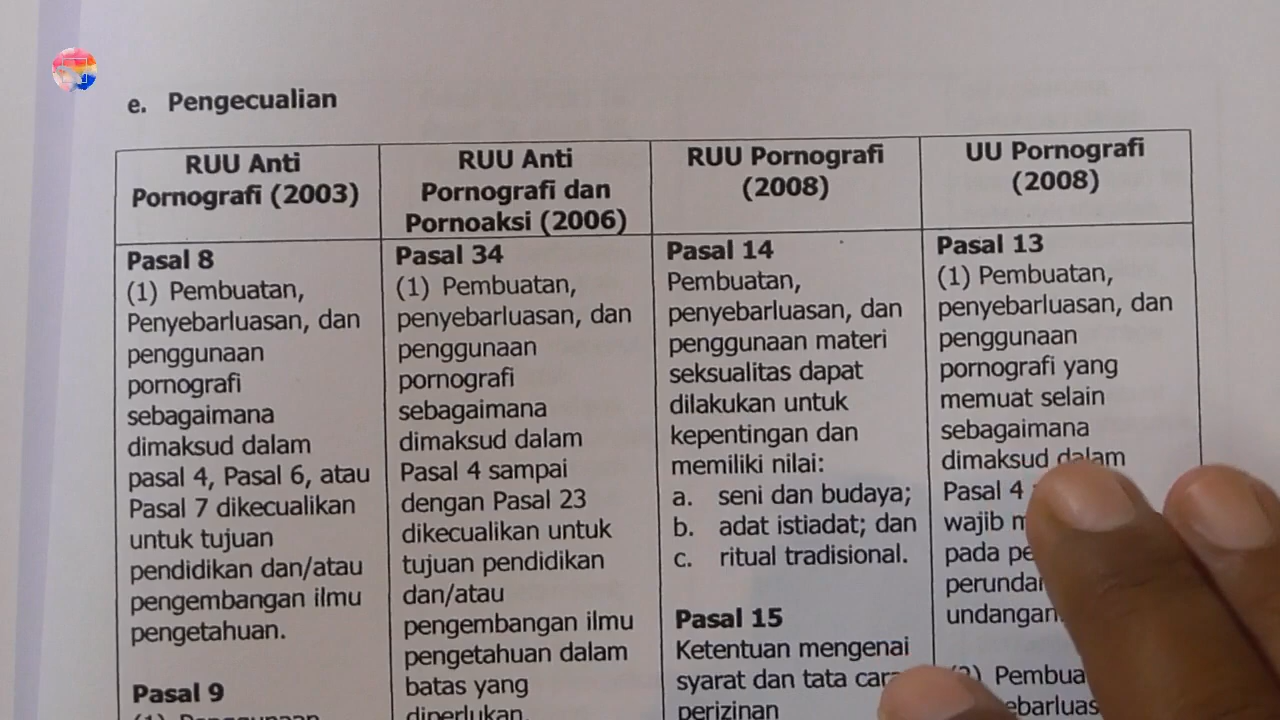 e. Pengecualian
RUU Anti
Pornografi (2003)
RUU Anti
Pornografi dan
Pornoaksi (2006)
RUU Pornografi
(2008)
UU Pornografi
(2008)
Pasal 8
(1) Pembuatan,
Penyebarluasan, dan
penggunaan
pornografi
sebagaimana
dimaksud dalam
pasal 4, Pasal 6, atau
Pasal 7 dikecualikan
untuk tujuan
pendidikan dan/atau
pengembangan ilmu
pengetahuan.
Pasal 9
Pasal 34
(1) Pembuatan,
penyebarluasan, dan
penggunaan
pornografi
sebagaimana
dimaksud dalam
Pasal 4 sampai
dengan Pasal 23
dikecualikan untuk
tujuan pendidikan
dan/atau
pengembangan ilmu
pengetahuan dalam
batas yang
diperlukan.
Pasal 14
Pembuatan,
penyebarluasan, dan
penggunaan materi
seksualitas dapat
dilakukan untuk
kepentingan dan
memiliki nilai:
a. seni dan budaya;
b. adat istiadat; dan
c. ritual tradisional.
Pasal 15
Ketentuan mengenai
syarat dan tata cara
perizinan
Pasal 13
(1) Pembuatan,
penyebarluasan, dan
penggunaan
pornografi yang
memuat selain
sebagaimana
dimaksud dalam
Pasal 4
wajib
undangan.